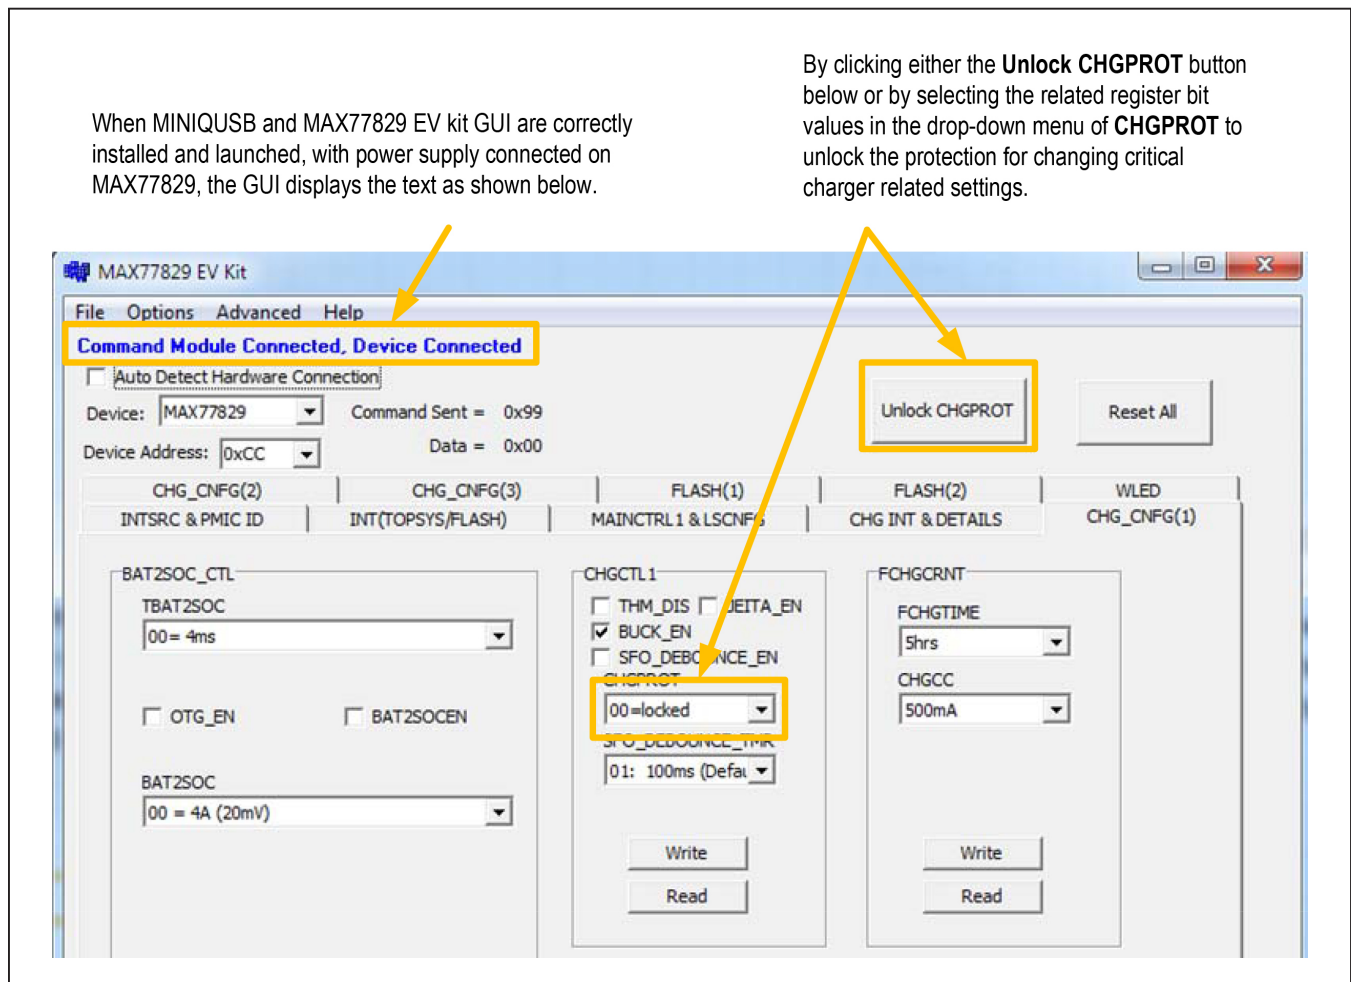 When MINIQUSB and MAX77829 EV kit GUI are correctly
installed and launched, with power supply connected on
MAX77829, the GUI displays the text as shown below.
By clicking either the Unlock CHGPROT button
below or by selecting the related register bit
values in the drop-down menu of CHGPROT to
unlock the protection for changing critical
charger related settings.
MAX77829 EV Kit
File Options Advanced Help
Command Module Connected, Device Connected
Auto Detect Hardware Connection
Device: MAX77829 Command Sent = 0x99
Device Address: 0xCC Data = 0x00
Unlock CHGPROT
Reset All
CHG_CNFG(2) CHG_CNFG(3) FLASH(1) FLASH(2) WLED
INTSRC & PMIC ID INT(TOPSYS/FLASH) MAINCTRL1 & LSCNFG CHG INT & DETAILS CHG_CNFG(1)
BAT2SOC_CTL
TBAT2SOC
00= 4ms
OTG_EN BAT2SOCEN
BAT2SOC
00 = 4A (20mV)
CHGCTL1
THM_DIS JEITA_EN
BUCK_EN
SFO_DEBOUNCE_EN
CHGPROT
00=locked
SFO_DEBOUNCE_TMR
01: 100ms (Defau
Write
Read
FCHGCRNT
FCHGTIME
5hrs
CHGCC
500mA
Write
Read